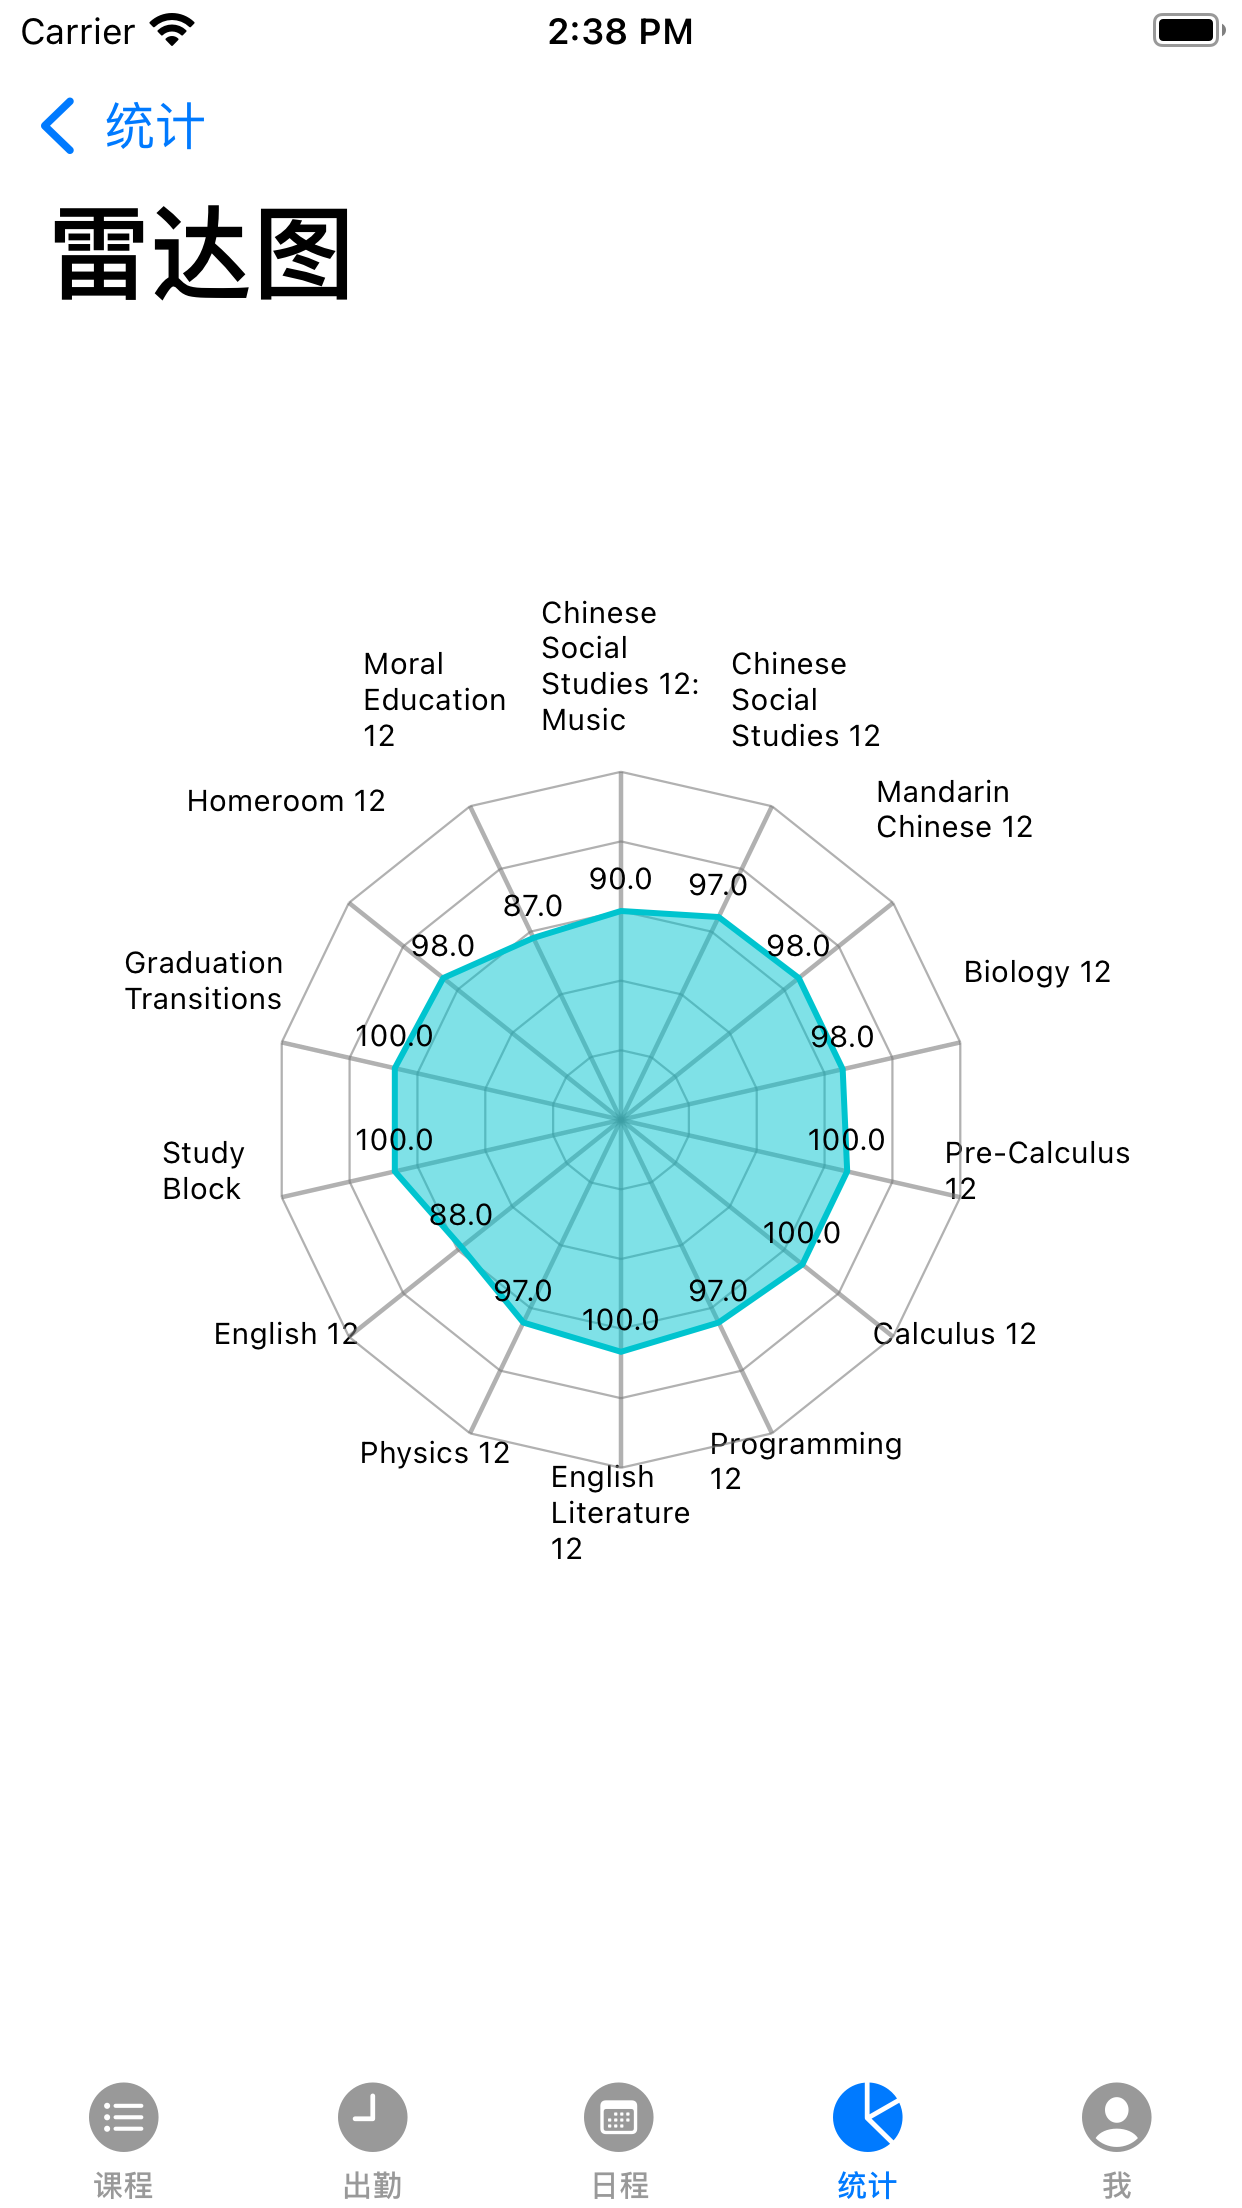 Carrier
2:38 PM
统计
雷达图
Chinese
Social
Studies 12:
Music
Moral
Education
12
Chinese
Social
Studies 12
Homeroom 12
Mandarin
Chinese 12
90.0
97.0
87.0
98.0
98.0
Graduation
Transitions
Biology 12
100.0
98.0
Study
Block
100.0
100.0
Pre-Calculus
12
88.0
100.0
97.0
97.0
100.0
English 12
Calculus 12
Physics 12
Programming
12
English
Literature
12
课程
出勤
日程
统计
我